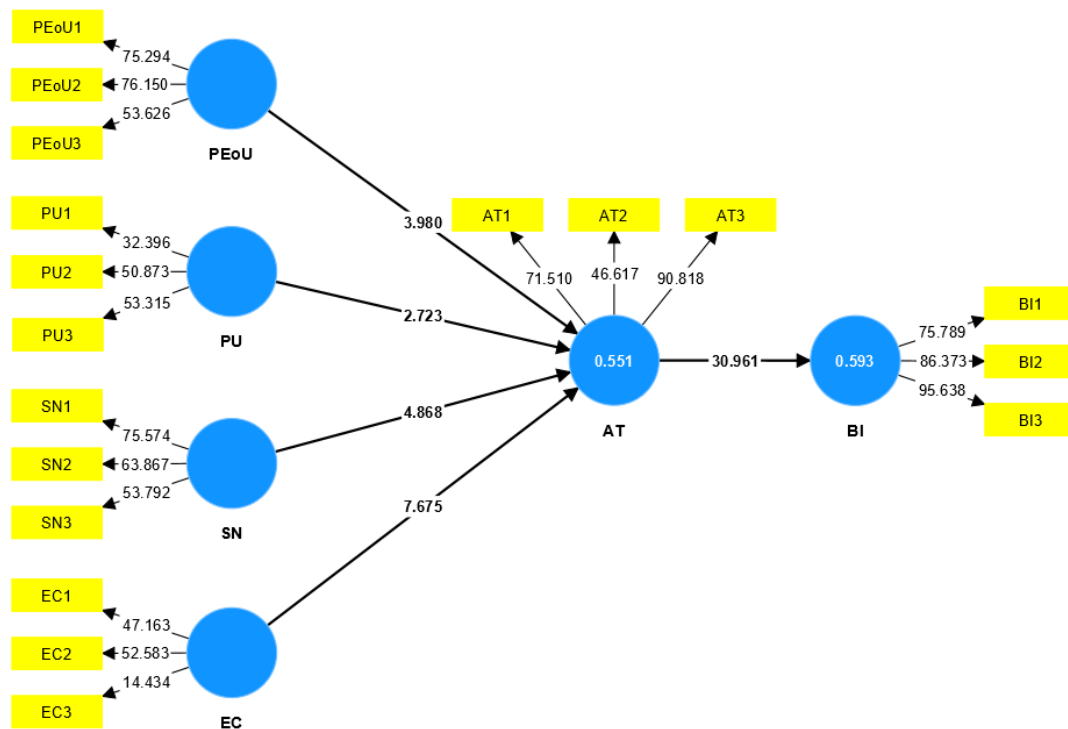 PEoU1
75.294
PEoU2
76.150
53.626
PEoU3
PEoU
PU1
32.396
PU2
50.873
53.315
PU3
PU
SN1
75.574
SN2
63.867
53.792
SN3
SN
EC1
47.163
EC2
52.583
14.434
EC3
EC
3.980
2.723
4.868
7.675
AT1
AT2
AT3
71.510
46.617
90.818
0.551
AT
30.961
0.593
BI
75.789
BI1
86.373
BI2
95.638
BI3